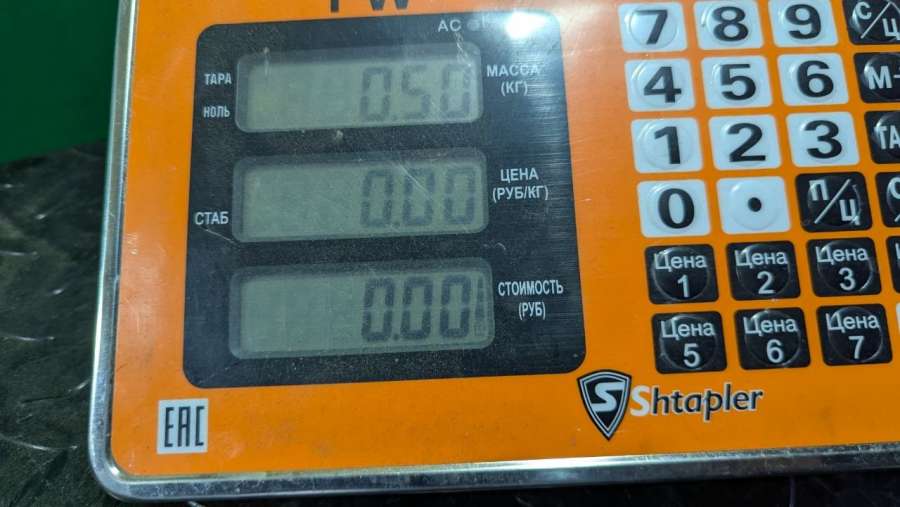 AC
ТАРА
НОЛЬ
0.50
МАССА
(КГ)
0.00
ЦЕНА
(РУБ/КГ)
СТАБ
0.00
СТОИМОСТЬ
(РУБ)
7 8 9 С/Ц
4 5 6 М-
1 2 3 ТА
0 . П/Ц
Цена 1 Цена 2 Цена 3
Цена 5 Цена 6 Цена 7
S Shtapler
EAC